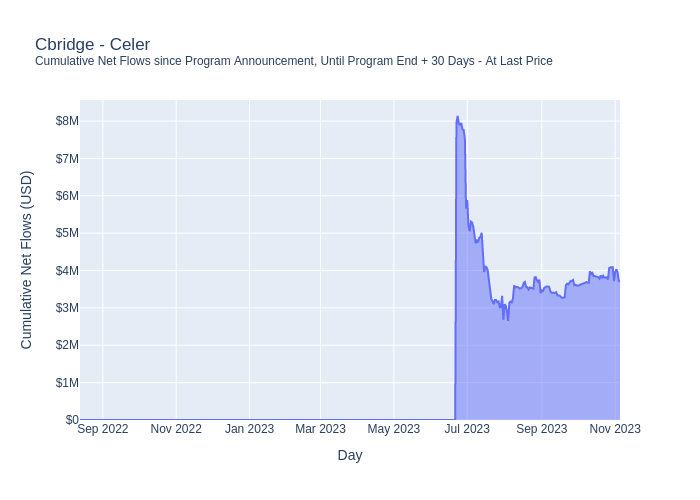 Cbridge - Celer
Cumulative Net Flows since Program Announcement, Until Program End + 30 Days - At Last Price
Cumulative Net Flows (USD)
$8M
$7M
$6M
$5M
$4M
$3M
$2M
$1M
$0
Sep 2022 Nov 2022 Jan 2023 Mar 2023 May 2023 Jul 2023 Sep 2023 Nov 2023
Day